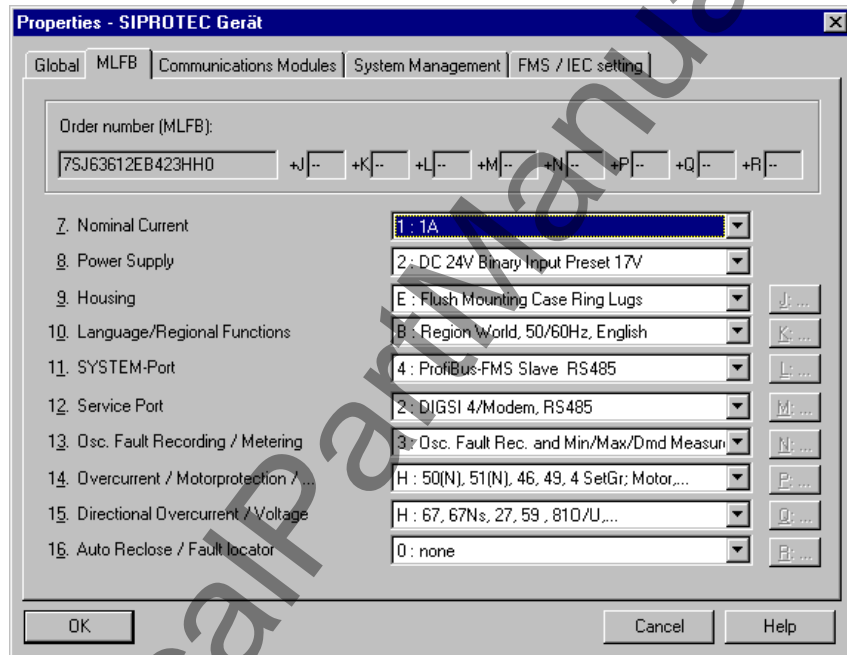 Properties - SIPROTEC Gerät
Global MLFB Communications Modules System Management FMS / IEC setting
Order number (MLFB):
7SJ63612EB423HH0 +J -- +K -- +L -- +M -- +N -- +P -- +Q -- +R --
7. Nominal Current 1 : 1A
8. Power Supply 2 : DC 24V Binary Input Preset 17V
9. Housing E : Flush Mounting Case Ring Lugs J: ...
10. Language/Regional Functions B : Region World, 50/60Hz, English K: ...
11. SYSTEM-Port 4 : ProfiBus-FMS Slave RS485 L: ...
12. Service Port 2 : DIGSI 4/Modem, RS485 M: ...
13. Osc. Fault Recording / Metering 3 : Osc. Fault Rec. and Min/Max/Dmd Measur N: ...
14. Overcurrent / Motorprotection / ... H : 50(N), 51(N), 46, 49, 4 SetGr; Motor,... P: ...
15. Directional Overcurrent / Voltage H : 67, 67Ns, 27, 59 , 81O/U,... Q: ...
16. Auto Reclose / Fault locator 0 : none R: ...
OK Cancel Help